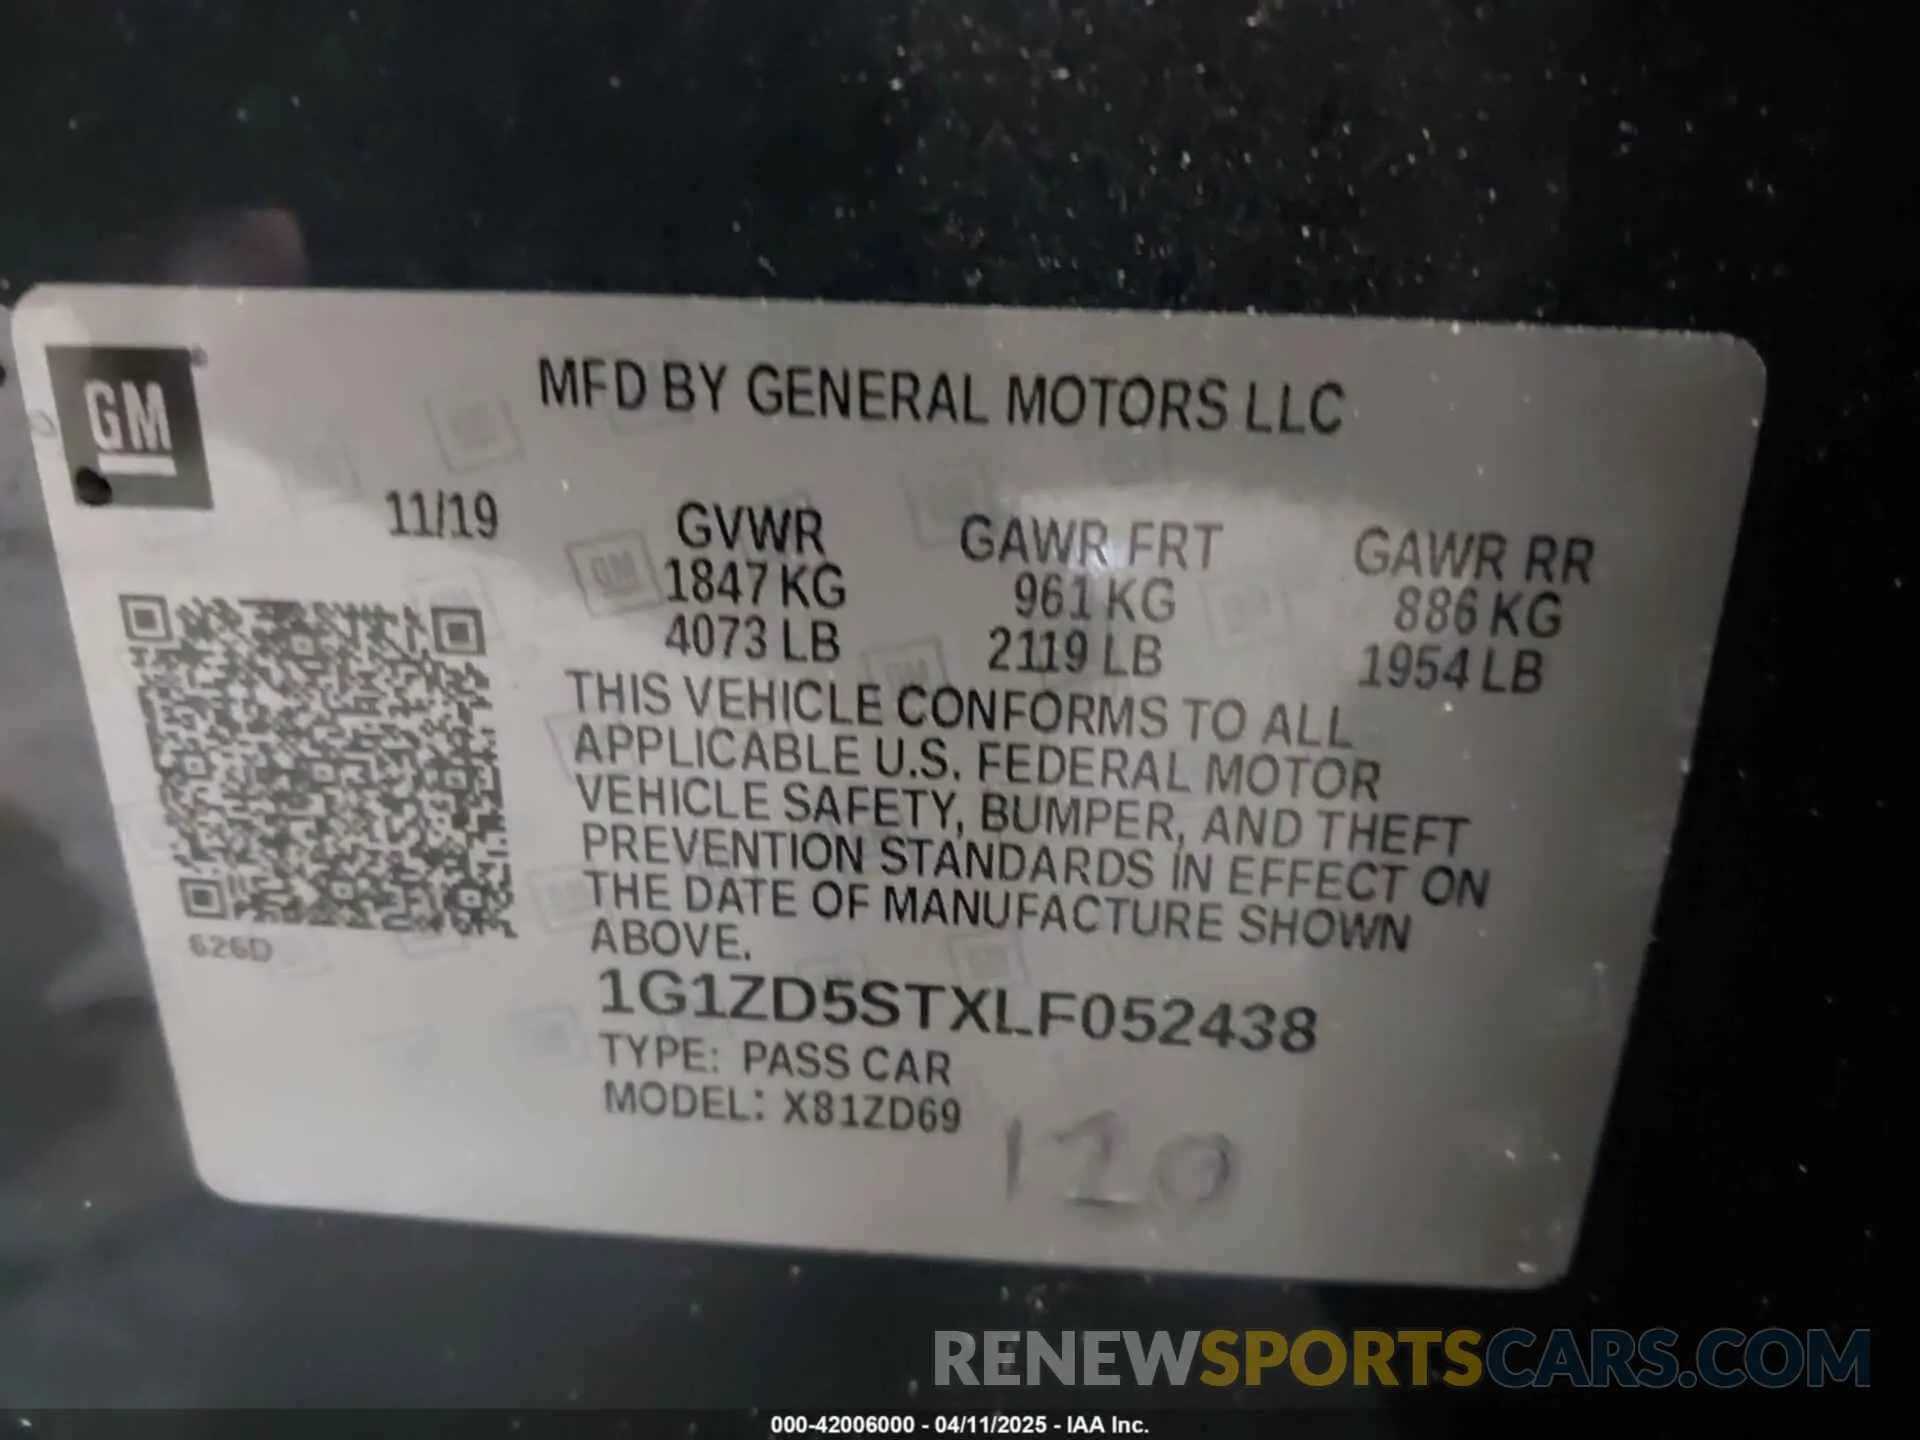 GM
MFD BY GENERAL MOTORS LLC
11/19
GVWR GAWR FRT GAWR RR
1847 KG 961 KG 886 KG
4073 LB 2119 LB 1954 LB
THIS VEHICLE CONFORMS TO ALL
APPLICABLE U.S. FEDERAL MOTOR
VEHICLE SAFETY, BUMPER, AND THEFT
PREVENTION STANDARDS IN EFFECT ON
THE DATE OF MANUFACTURE SHOWN
ABOVE.
626D
1G1ZD5STXLF052438
TYPE: PASS CAR
MODEL: X81ZD69
120
RENEWSPORTSCARS.COM
000-42006000 - 04/11/2025 - IAA Inc.